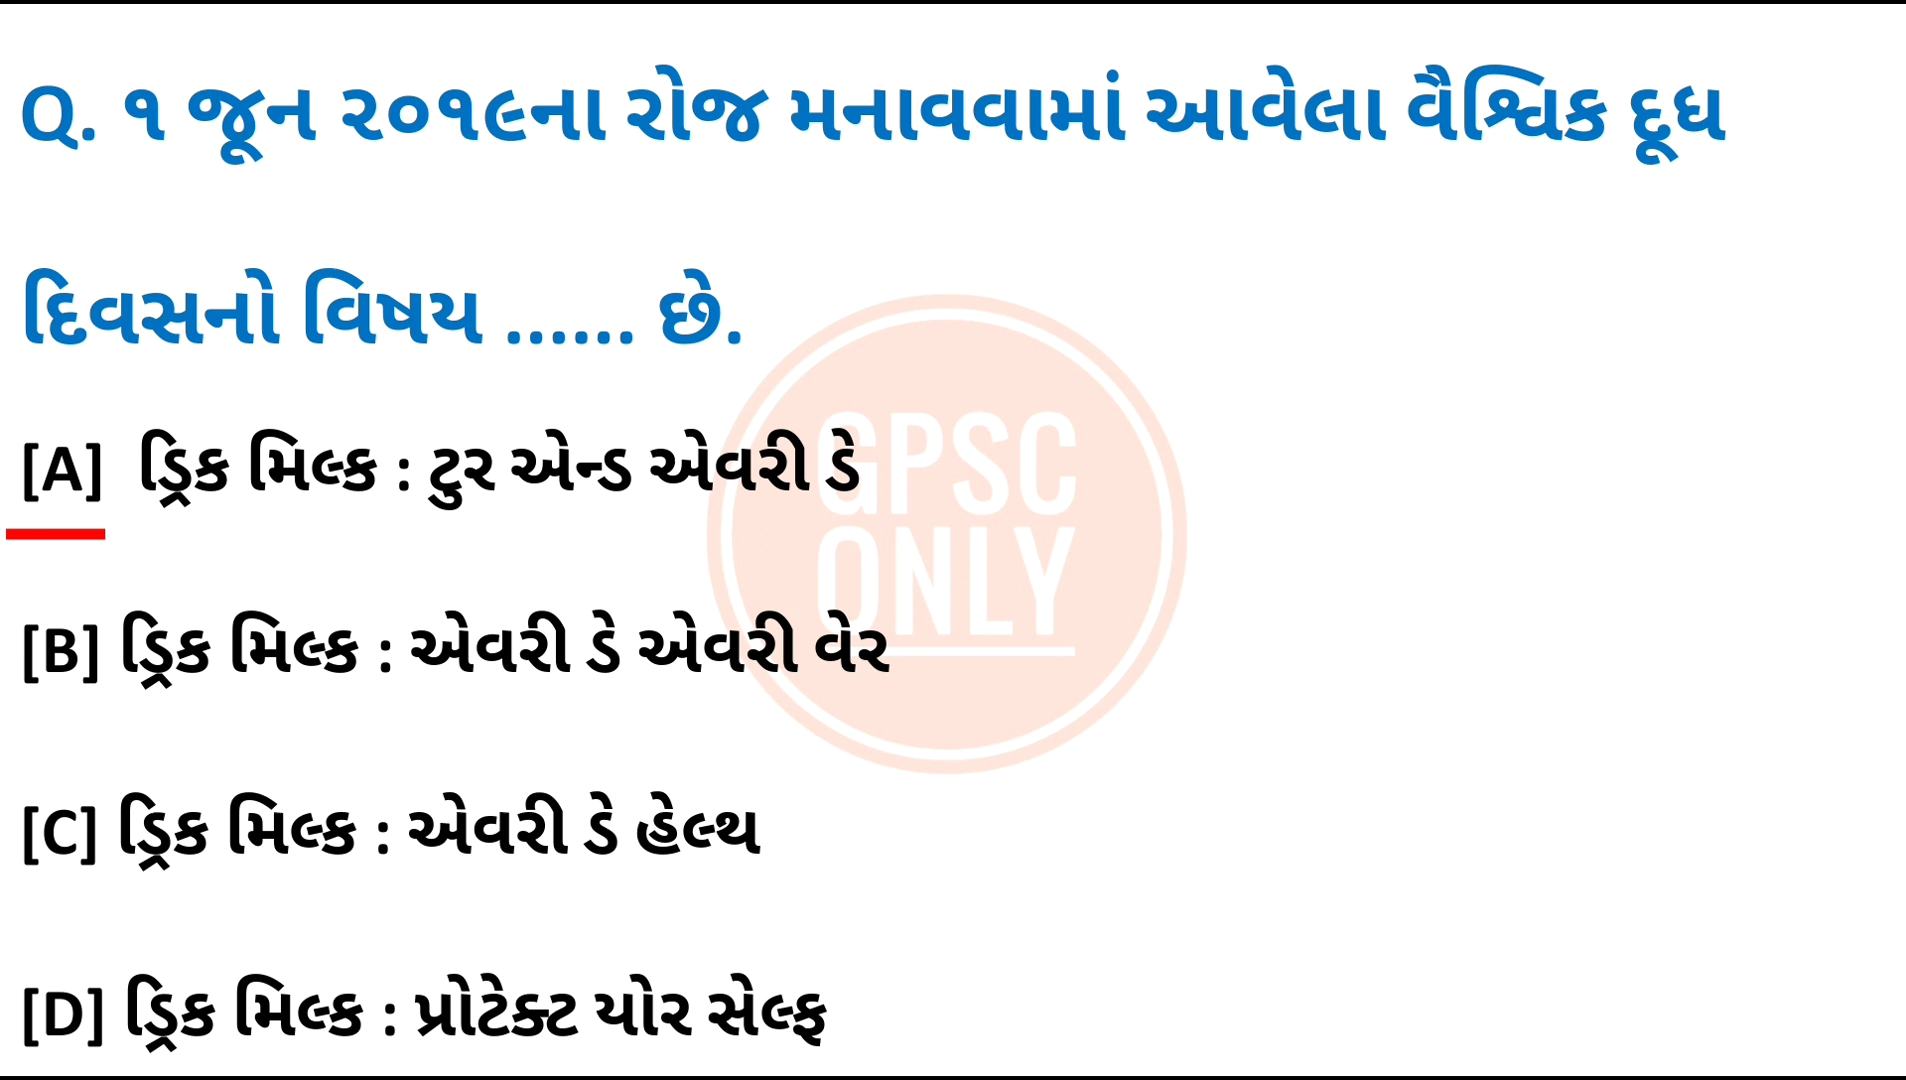 Q. ૧ જૂન ૨૦૧૯ના રોજ મનાવવામાં આવેલા વૈશ્વિક દૂધ
દિવસનો વિષય ...... છે.
[A] ડ્રિક મિલ્ક : ટુર એન્ડ એવરી ડે
[B] ડ્રિક મિલ્ક : એવરી ડે એવરી વેર
[C] ડ્રિક મિલ્ક : એવરી ડે હેલ્થ
[D] ડ્રિક મિલ્ક : પ્રોટેક્ટ યોર સેલ્ફ
GPSC
ONLY